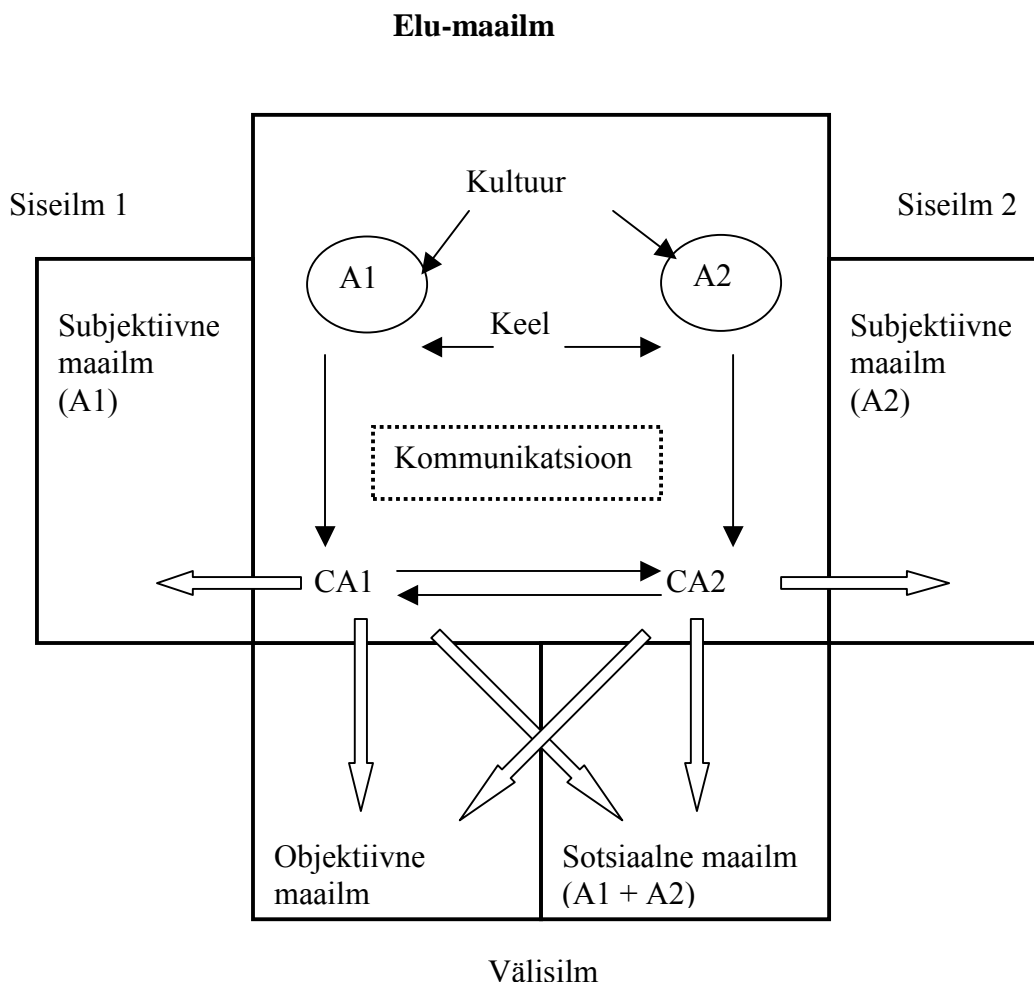 Elu-maailm
Kultuur
Siseilm 1
Siseilm 2
A1
A2
Subjektiivne
maailm
(A1)
Keel
Subjektiivne
maailm
(A2)
Kommunikatsioon
CA1
CA2
Objektiivne
maailm
Sotsiaalne maailm
(A1 + A2)
Välisilm